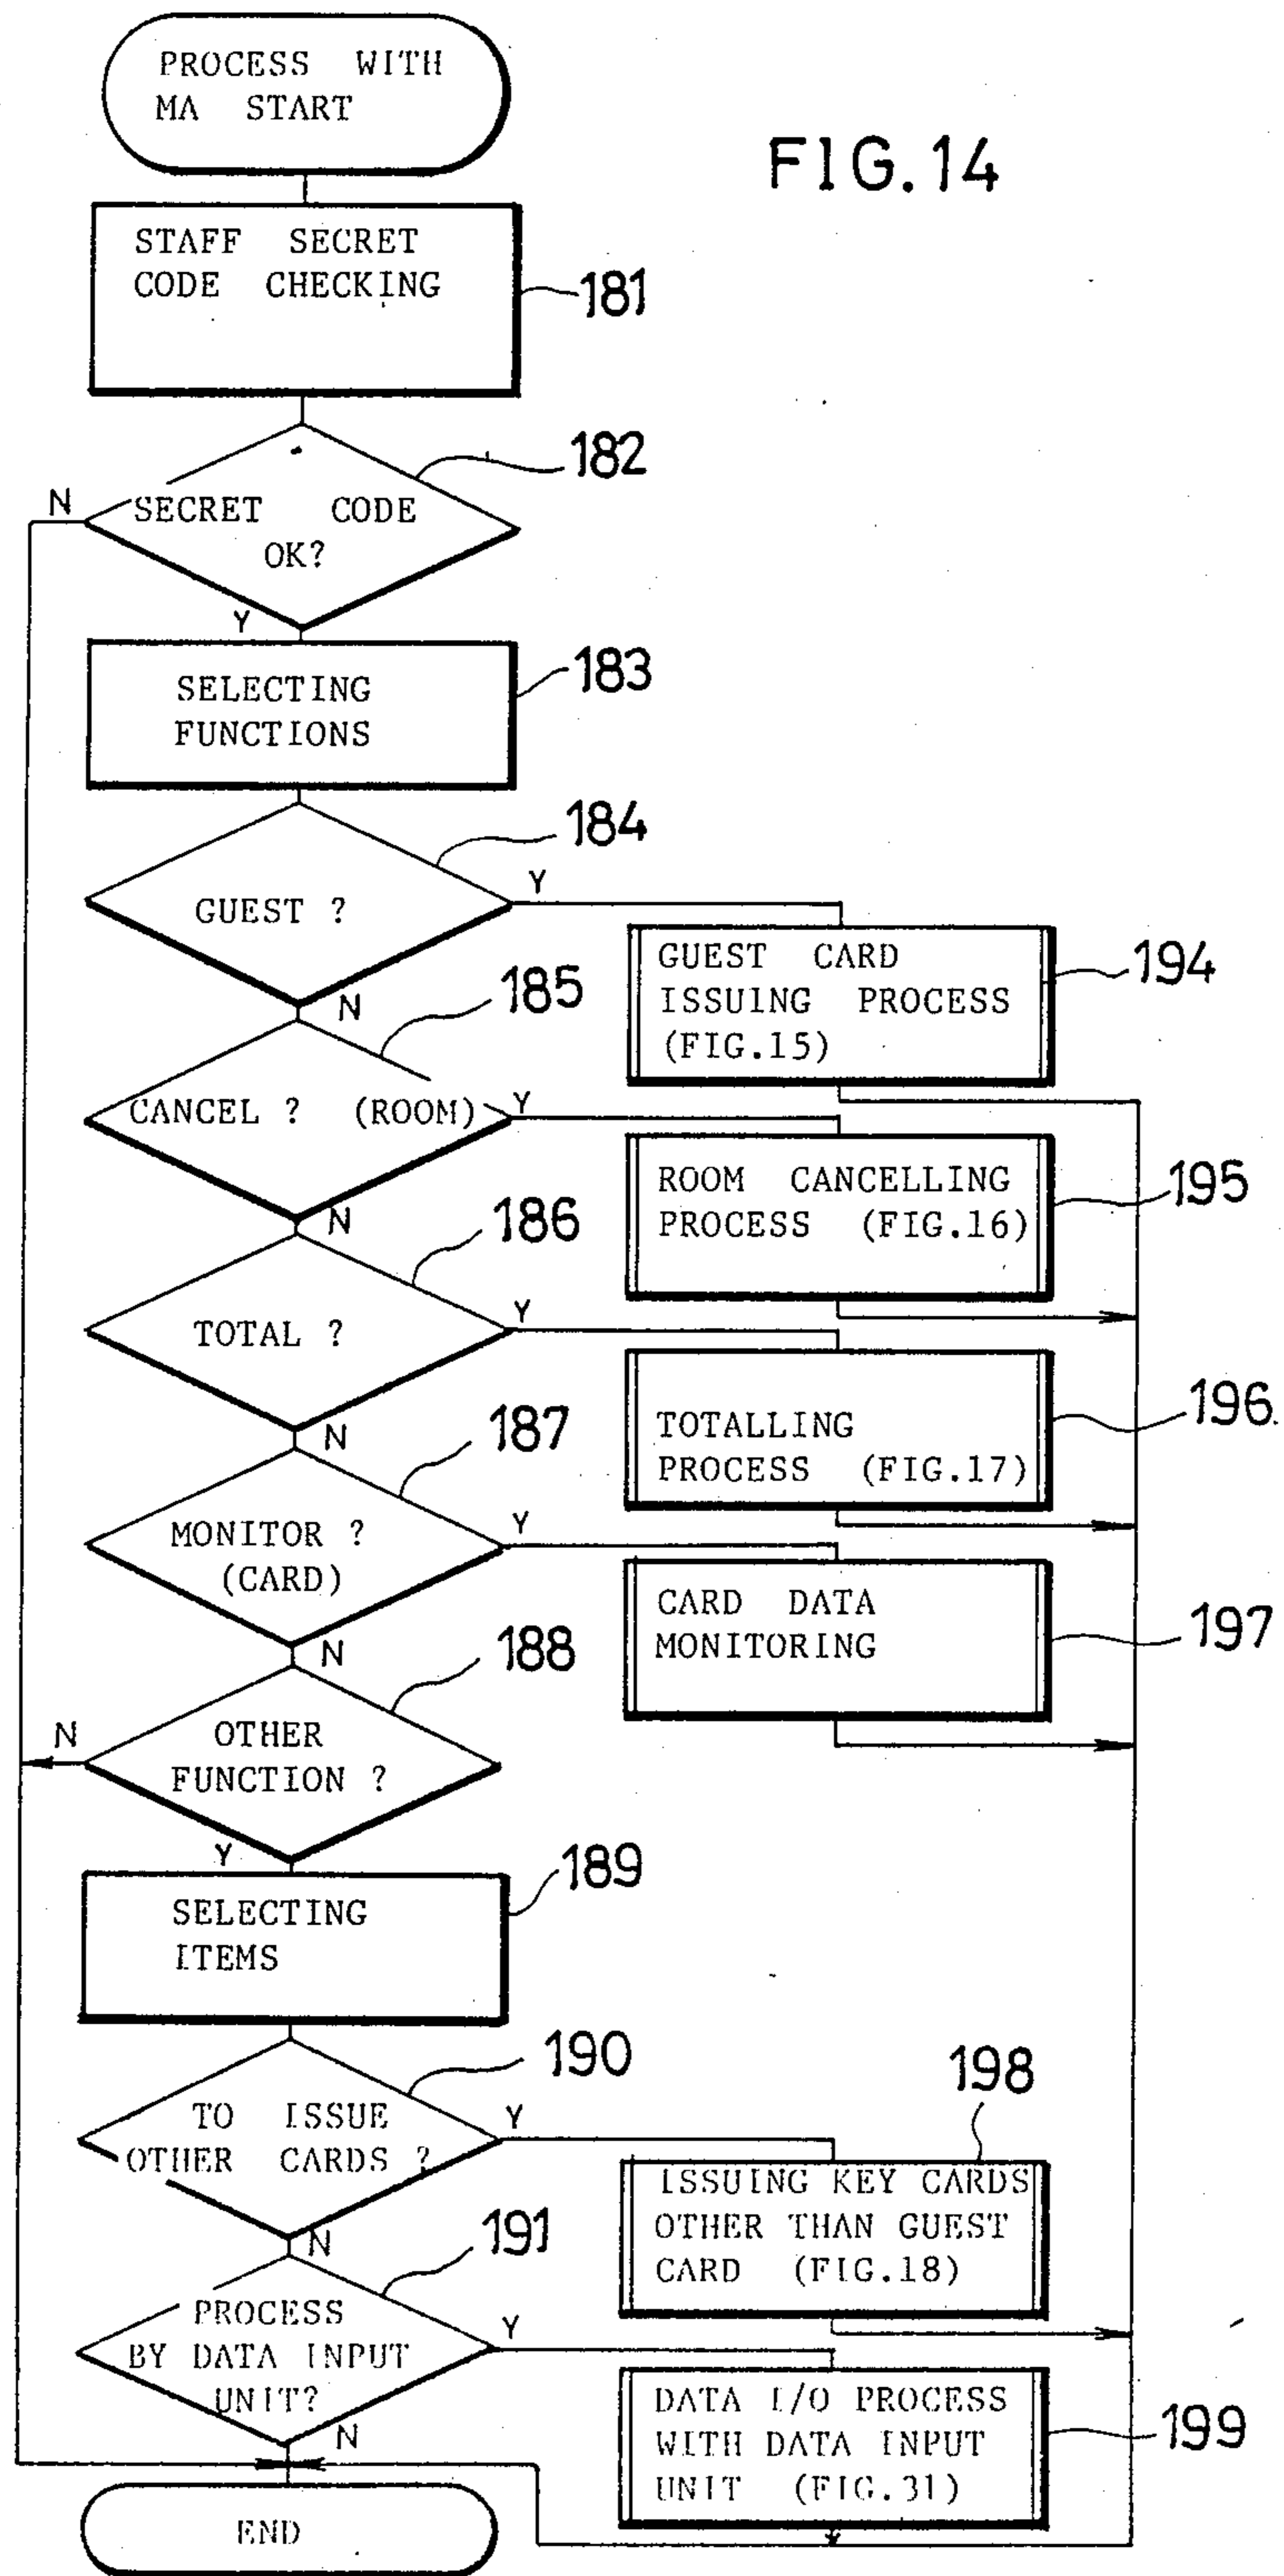 PROCESS WITH
MA START
FIG.14
STAFF SECRET
CODE CHECKING
181
182
N
SECRET CODE
OK?
Y
183
SELECTING
FUNCTIONS
184
Y
GUEST ?
N
GUEST CARD
ISSUING PROCESS
(FIG.15)
194
185
CANCEL ? (ROOM)
Y
N
ROOM CANCELLING
PROCESS (FIG.16)
195
186
TOTAL ?
Y
N
TOTALLING
PROCESS (FIG.17)
196
187
MONITOR ?
(CARD)
Y
N
CARD DATA
MONITORING
197
188
N
OTHER
FUNCTION ?
Y
189
SELECTING
ITEMS
190
TO ISSUE
OTHER CARDS ?
Y
N
198
ISSUING KEY CARDS
OTHER THAN GUEST
CARD (FIG.18)
191
PROCESS
BY DATA INPUT
UNIT?
Y
N
DATA I/O PROCESS
WITH DATA INPUT
UNIT (FIG.31)
199
END